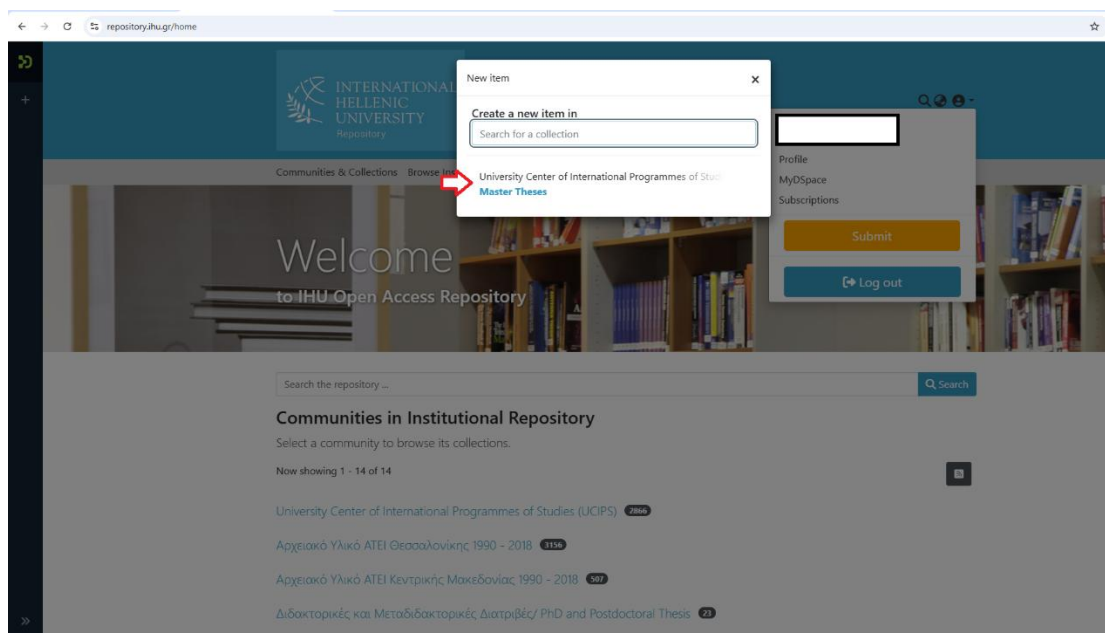 repository.ihu.gr/home
INTERNATIONAL
HELLENIC
UNIVERSITY
Repository
New item
×
Create a new item in
Search for a collection
University Center of International Programmes of
Master Theses
Communities & Collections Browse
Profile
MyDSpace
Subscriptions
Submit
Log out
Welcome
to IHU Open Access Repository
Search the repository ...
Search
Communities in Institutional Repository
Select a community to browse its collections.
Now showing 1 - 14 of 14
University Center of International Programmes of Studies (UCIPS) 2866
Αρχειακό Υλικό ΑΤΕΙ Θεσσαλονίκης 1990 - 2018 3156
Αρχειακό Υλικό ΑΤΕΙ Κεντρικής Μακεδονίας 1990 - 2018 507
Διδακτορικές και Μεταδιδακτορικές Διατριβές/ PhD and Postdoctoral Thesis 23